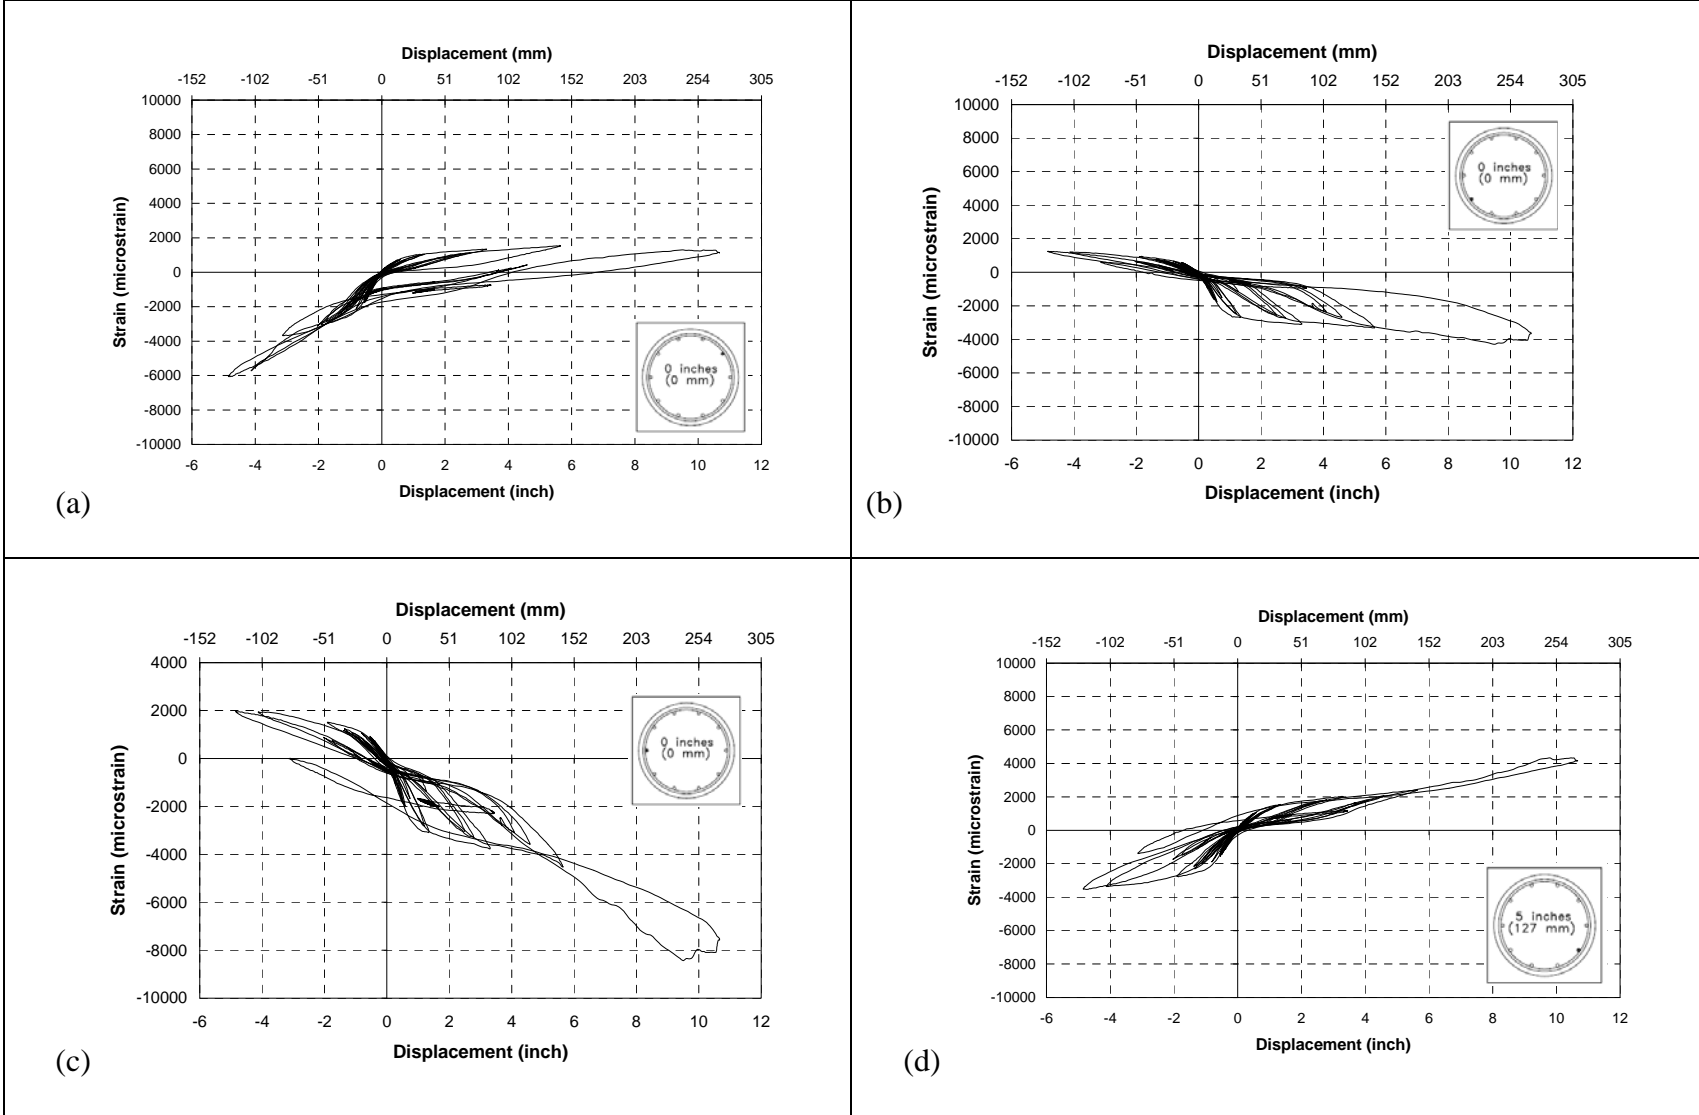 Displacement (mm)
-152 -102 -51 0 51 102 152 203 254 305
10000
8000
6000
4000
2000
0
-2000
-4000
-6000
-8000
-10000
Strain (microstrain)
0 inches
(0 mm)
-6 -4 -2 0 2 4 6 8 10 12
Displacement (inch)
(a)
Displacement (mm)
-152 -102 -51 0 51 102 152 203 254 305
10000
8000
6000
4000
2000
0
-2000
-4000
-6000
-8000
-10000
Strain (microstrain)
0 inches
(0 mm)
-6 -4 -2 0 2 4 6 8 10 12
Displacement (inch)
(b)
Displacement (mm)
-152 -102 -51 0 51 102 152 203 254 305
4000
2000
0
-2000
-4000
-6000
-8000
-10000
Strain (microstrain)
0 inches
(0 mm)
-6 -4 -2 0 2 4 6 8 10 12
Displacement (inch)
(c)
Displacement (mm)
-152 -102 -51 0 51 102 152 203 254 305
10000
8000
6000
4000
2000
0
-2000
-4000
-6000
-8000
-10000
Strain (microstrain)
5 inches
(127 mm)
-6 -4 -2 0 2 4 6 8 10 12
Displacement (inch)
(d)